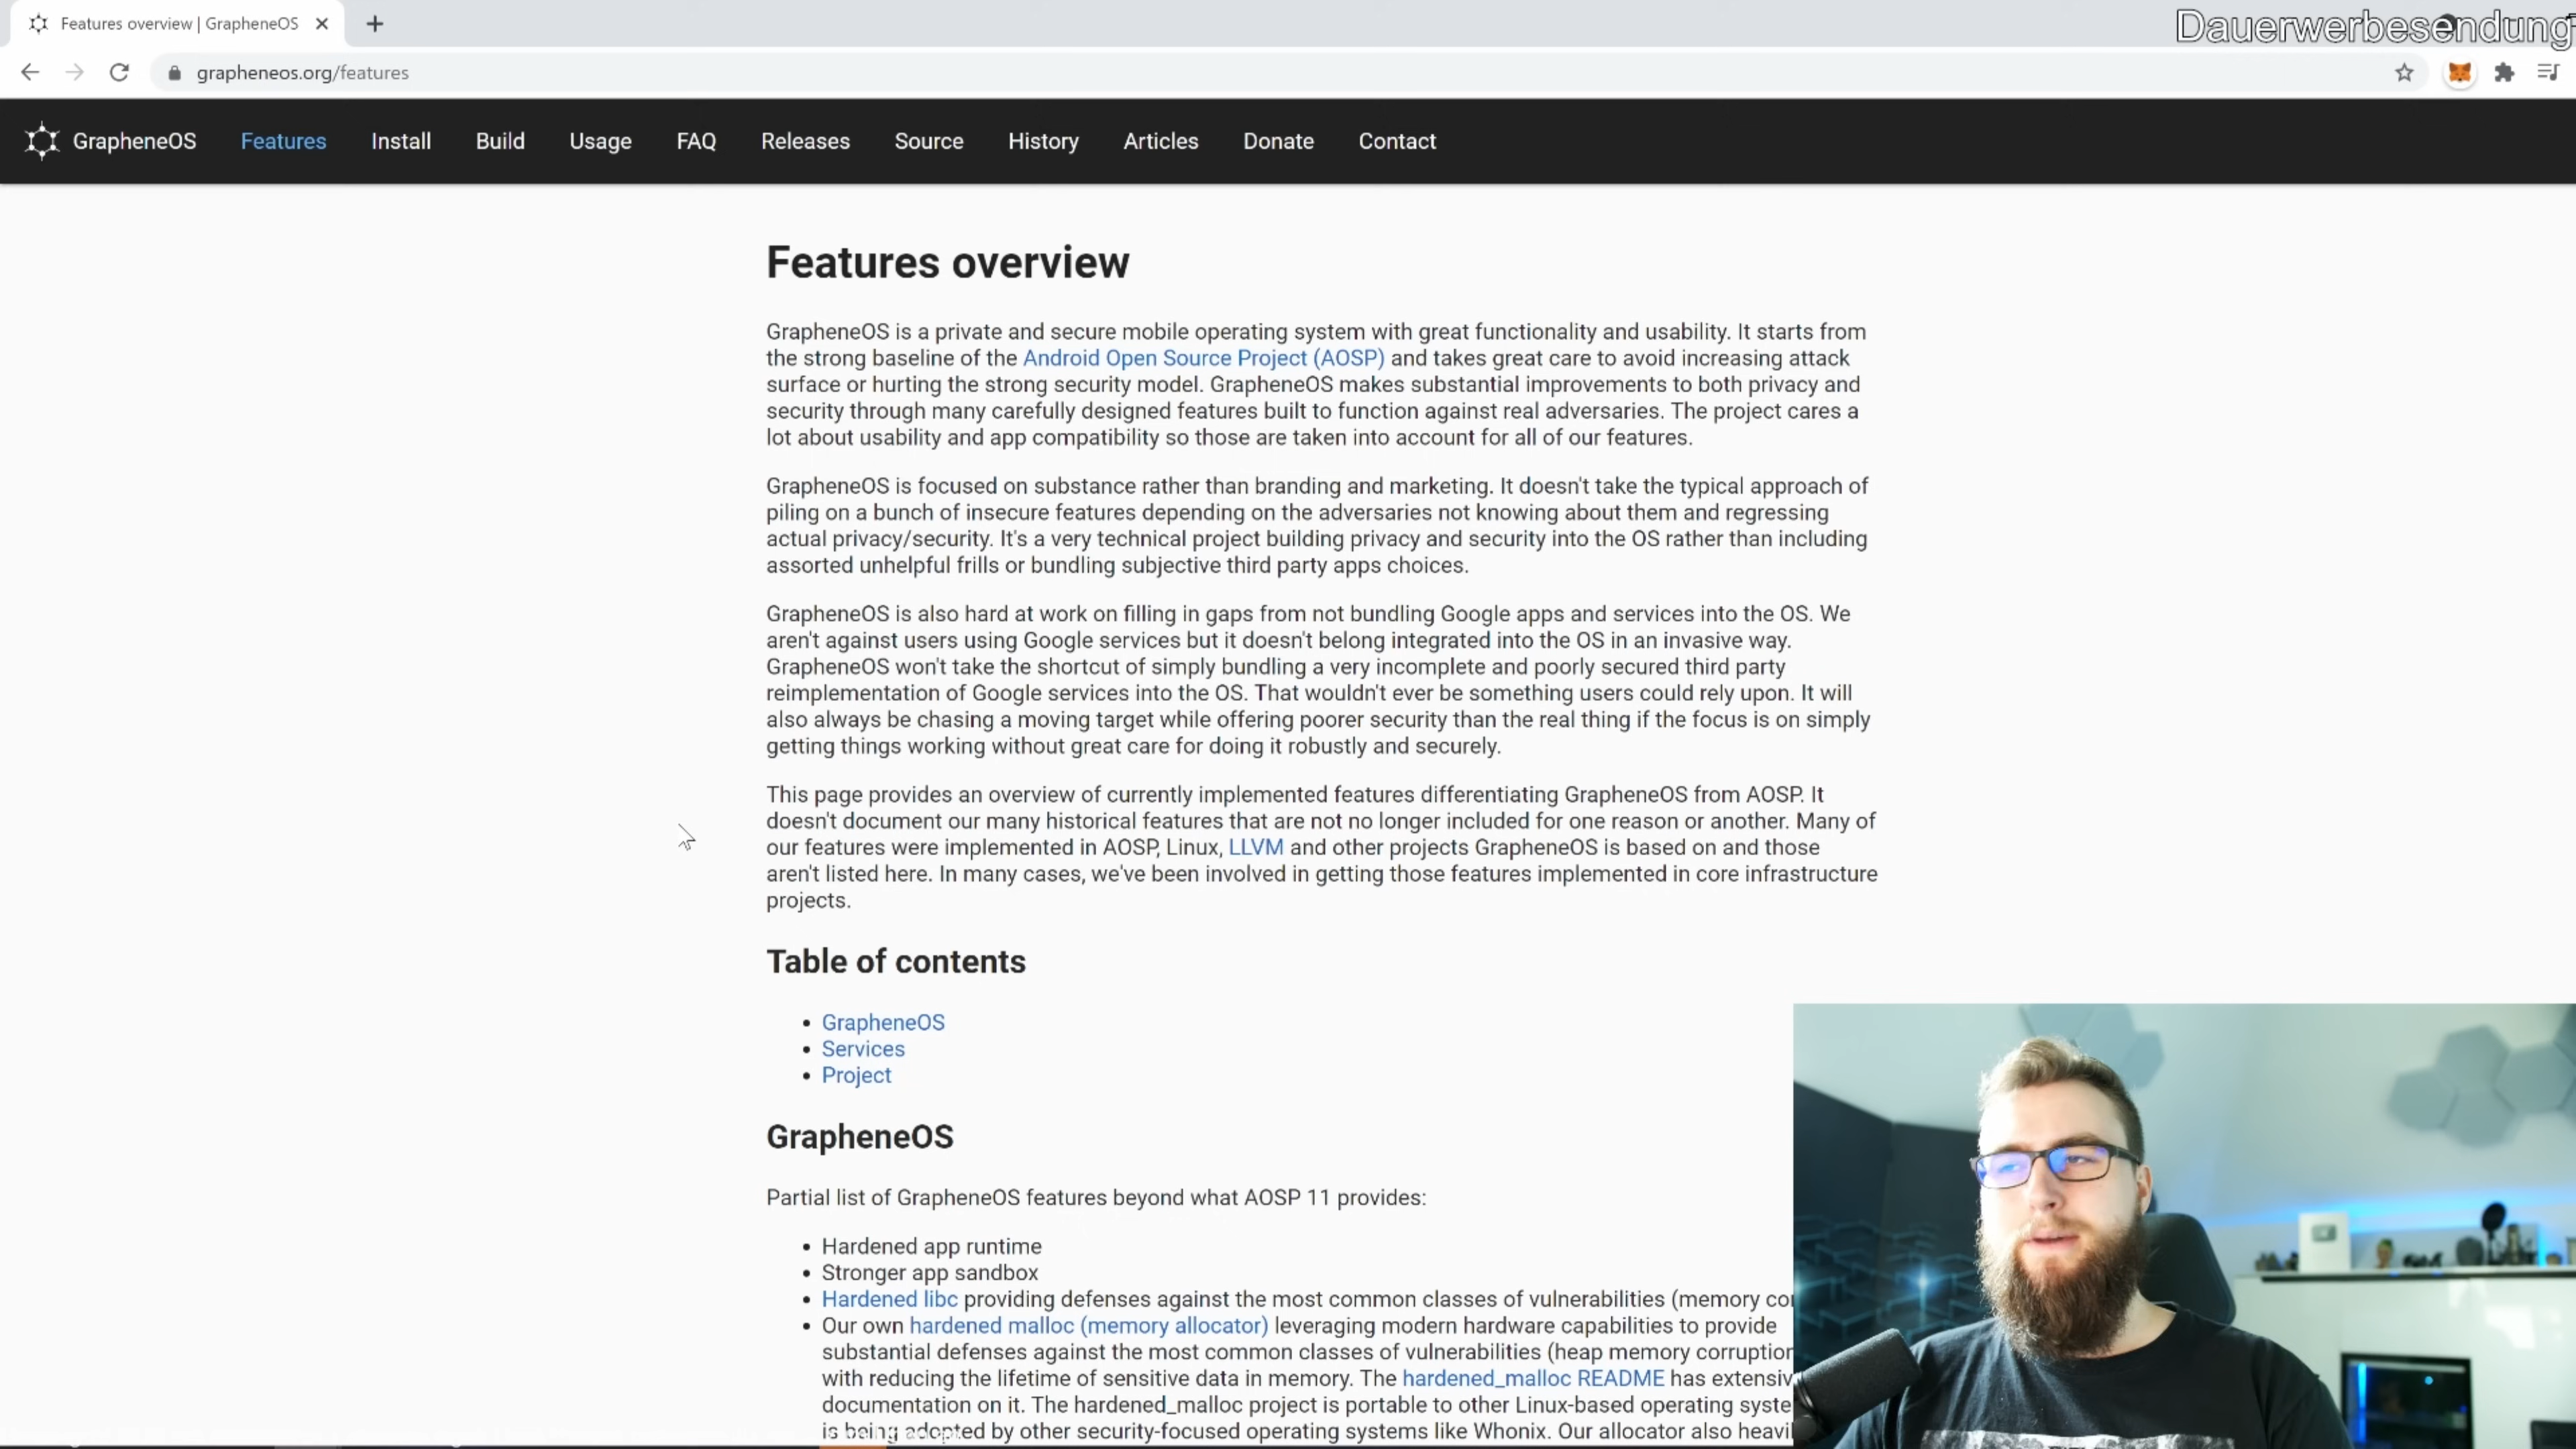 Features overview | GrapheneOS
Dauerwerbesendung
grapheneos.org/features
GrapheneOS Features Install Build Usage FAQ Releases Source History Articles Donate Contact
Features overview
GrapheneOS is a private and secure mobile operating system with great functionality and usability. It starts from
the strong baseline of the Android Open Source Project (AOSP) and takes great care to avoid increasing attack
surface or hurting the strong security model. GrapheneOS makes substantial improvements to both privacy and
security through many carefully designed features built to function against real adversaries. The project cares a
lot about usability and app compatibility so those are taken into account for all of our features.
GrapheneOS is focused on substance rather than branding and marketing. It doesn't take the typical approach of
piling on a bunch of insecure features depending on the adversaries not knowing about them and regressing
actual privacy/security. It's a very technical project building privacy and security into the OS rather than including
assorted unhelpful frills or bundling subjective third party apps choices.
GrapheneOS is also hard at work on filling in gaps from not bundling Google apps and services into the OS. We
aren't against users using Google services but it doesn't belong integrated into the OS in an invasive way.
GrapheneOS won't take the shortcut of simply bundling a very incomplete and poorly secured third party
reimplementation of Google services into the OS. That wouldn't ever be something users could rely upon. It will
also always be chasing a moving target while offering poorer security than the real thing if the focus is on simply
getting things working without great care for doing it robustly and securely.
This page provides an overview of currently implemented features differentiating GrapheneOS from AOSP. It
doesn't document our many historical features that are not no longer included for one reason or another. Many of
our features were implemented in AOSP, Linux, LLVM and other projects GrapheneOS is based on and those
aren't listed here. In many cases, we've been involved in getting those features implemented in core infrastructure
projects.
Table of contents
• GrapheneOS
• Services
• Project
GrapheneOS
Partial list of GrapheneOS features beyond what AOSP 11 provides:
• Hardened app runtime
• Stronger app sandbox
• Hardened libc providing defenses against the most common classes of vulnerabilities (memory
• Our own hardened malloc (memory allocator) leveraging modern hardware capabilities to provide
substantial defenses against the most common classes of vulnerabilities (heap memory corruption
with reducing the lifetime of sensitive data in memory. The hardened_malloc README has
documentation on it. The hardened_malloc project is portable to other Linux-based operating
is being adopted by other security-focused operating systems like Whonix. Our allocator also